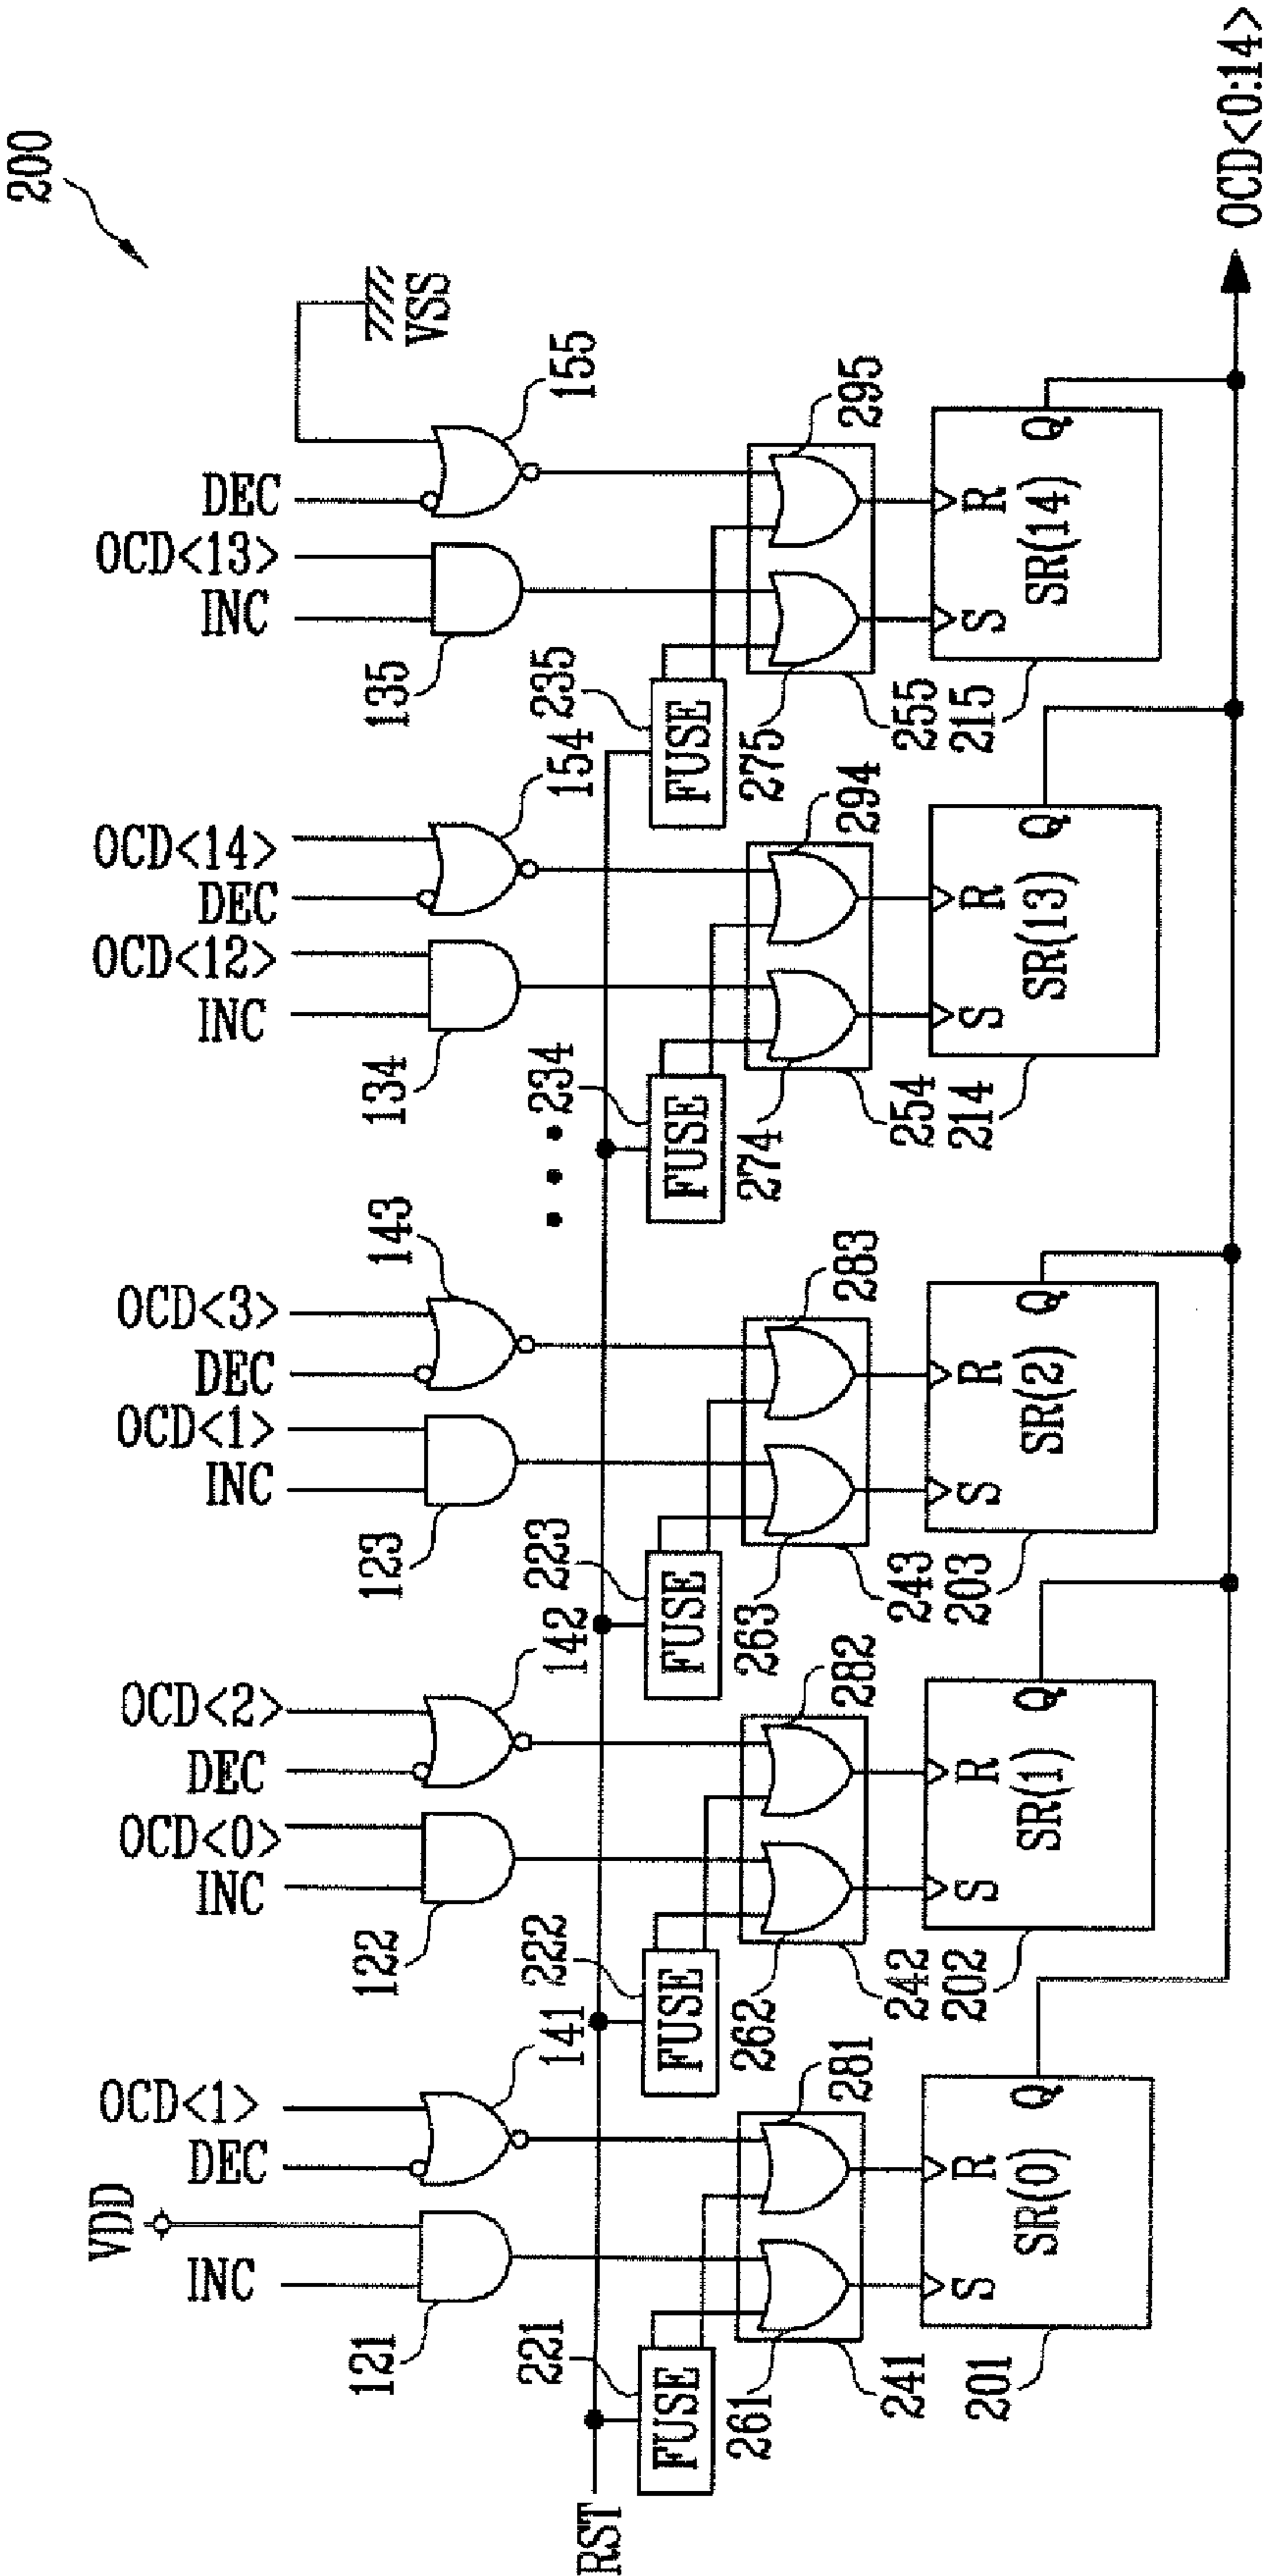 200
VDD
INC
OCD<1>
DEC
INC
OCD<0>
DEC
OCD<2>
INC
OCD<1>
DEC
OCD<3>
INC
OCD<12>
DEC
OCD<14>
INC
OCD<13>
DEC
VSS
121
141
122
142
123
143
134
154
135
155
RST
221
FUSE
222
FUSE
223
FUSE
234
FUSE
235
FUSE
261
281
262
282
263
283
274
294
275
295
241
242
243
254
255
201
202
203
214
215
S
R
SR(0)
Q
S
R
SR(1)
Q
S
R
SR(2)
Q
S
R
SR(13)
Q
S
R
SR(14)
Q
OCD<0:14>